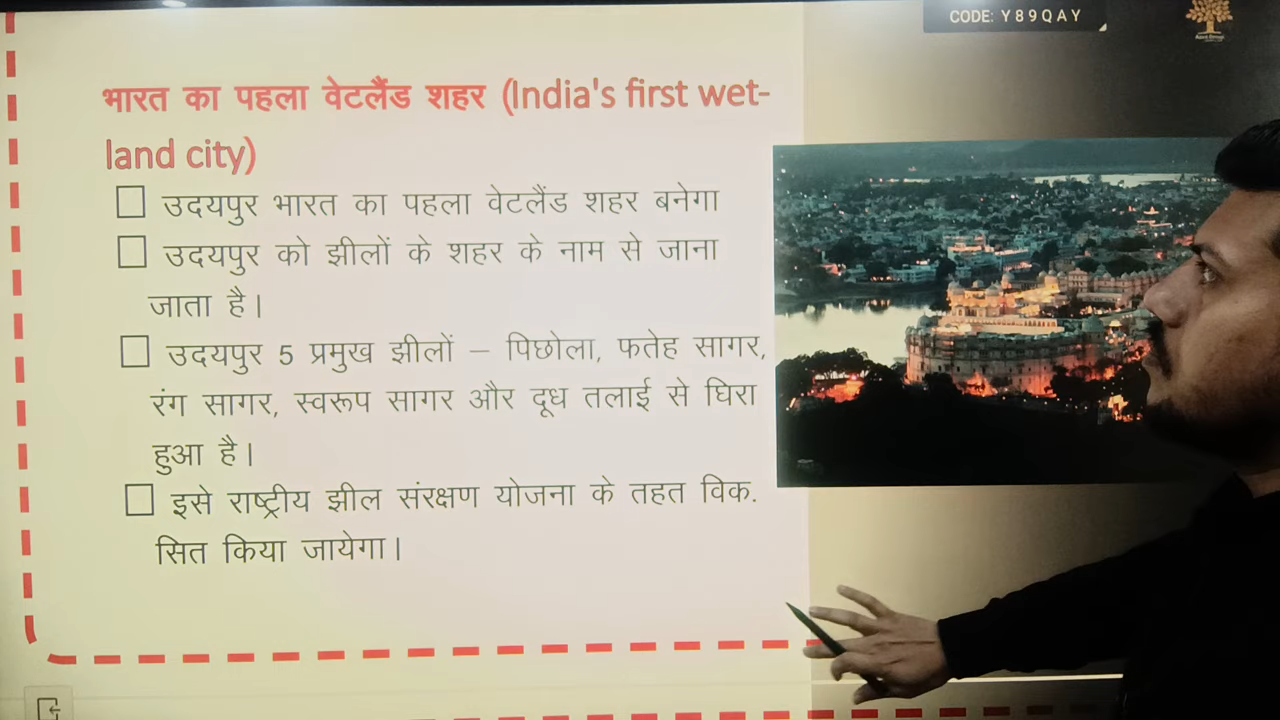 CODE: Y89QAY
भारत का पहला वेटलैंड शहर (India's first wet-
land city)
उदयपुर भारत का पहला वेटलैंड शहर बनेगा
उदयपुर को झीलों के शहर के नाम से जाना
जाता है।
उदयपुर 5 प्रमुख झीलों – पिछोला, फतेह सागर,
रंग सागर, स्वरूप सागर और दूध तलाई से घिरा
हुआ है।
इसे राष्ट्रीय झील संरक्षण योजना के तहत विक.
सित किया जायेगा।